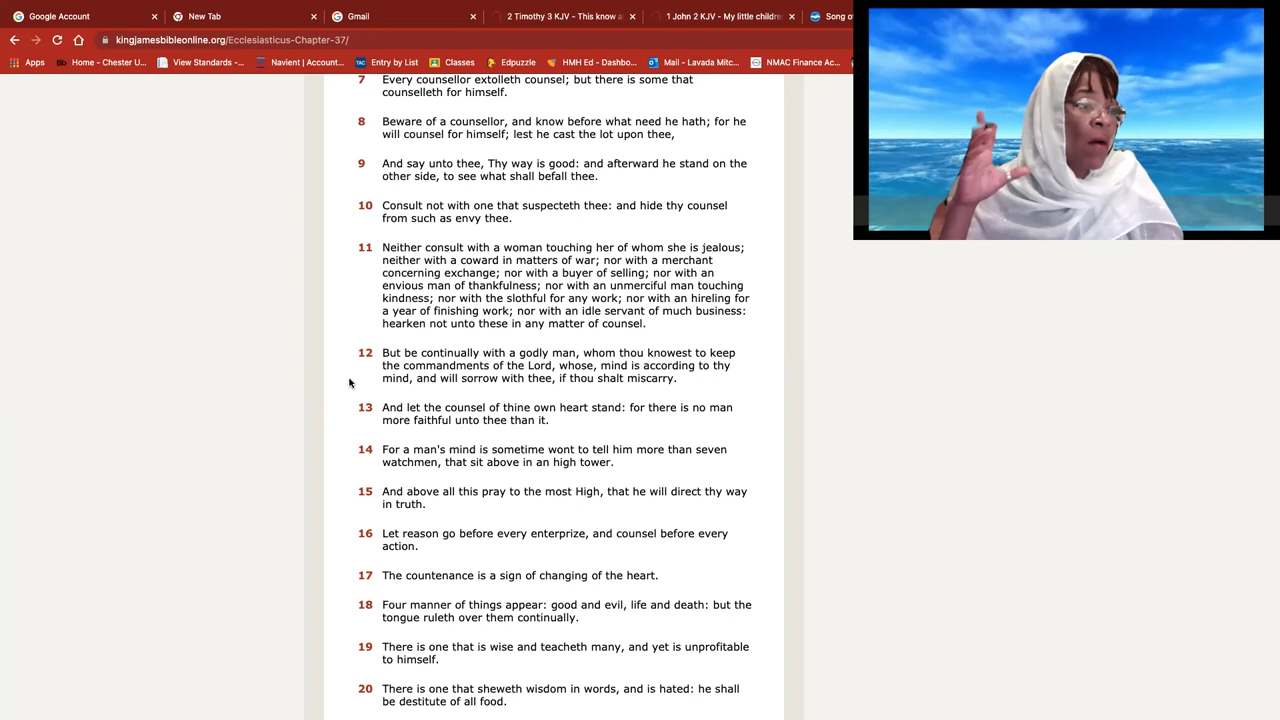 Google Account
New Tab
Gmail
2 Timothy 3 KJV - This know a
1 John 2 KJV - My little childre
Song o
kingjamesbibleonline.org/Ecclesiasticus-Chapter-37/
Apps
Bb Home - Chester U...
View Standards -...
Navient | Account...
TAC Entry by List
Classes
Edpuzzle
HMH Ed - Dashbo...
Mail - Lavada Mitc...
NMAC Finance Ac...
7 Every counsellor extolleth counsel; but there is some that
counselleth for himself.
8 Beware of a counsellor, and know before what need he hath; for he
will counsel for himself; lest he cast the lot upon thee,
9 And say unto thee, Thy way is good: and afterward he stand on the
other side, to see what shall befall thee.
10 Consult not with one that suspecteth thee: and hide thy counsel
from such as envy thee.
11 Neither consult with a woman touching her of whom she is jealous;
neither with a coward in matters of war; nor with a merchant
concerning exchange; nor with a buyer of selling; nor with an
envious man of thankfulness; nor with an unmerciful man touching
kindness; nor with the slothful for any work; nor with an hireling for
a year of finishing work; nor with an idle servant of much business:
hearken not unto these in any matter of counsel.
12 But be continually with a godly man, whom thou knowest to keep
the commandments of the Lord, whose, mind is according to thy
mind, and will sorrow with thee, if thou shalt miscarry.
13 And let the counsel of thine own heart stand: for there is no man
more faithful unto thee than it.
14 For a man's mind is sometime wont to tell him more than seven
watchmen, that sit above in an high tower.
15 And above all this pray to the most High, that he will direct thy way
in truth.
16 Let reason go before every enterprize, and counsel before every
action.
17 The countenance is a sign of changing of the heart.
18 Four manner of things appear: good and evil, life and death: but the
tongue ruleth over them continually.
19 There is one that is wise and teacheth many, and yet is unprofitable
to himself.
20 There is one that sheweth wisdom in words, and is hated: he shall
be destitute of all food.